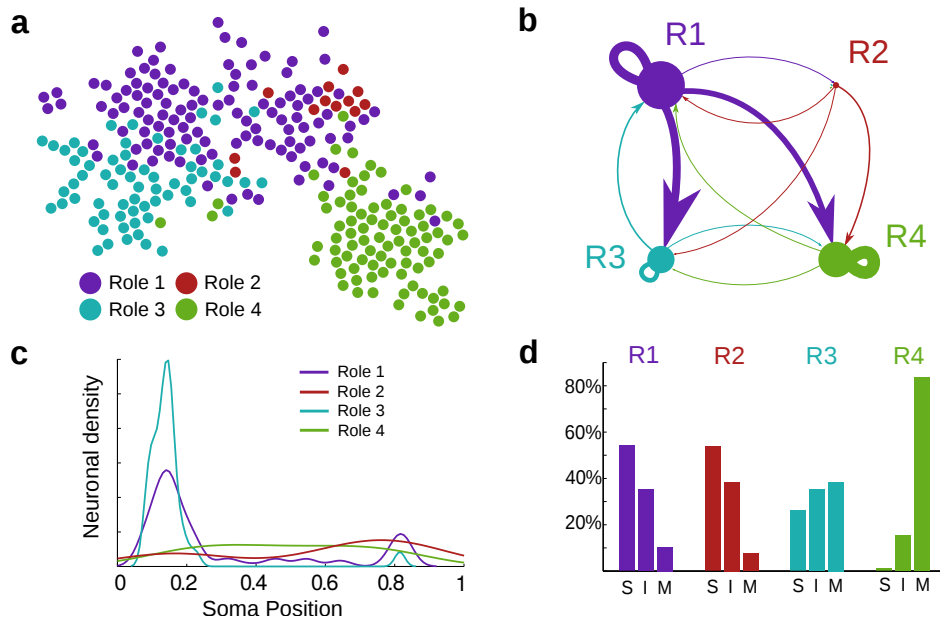 a
Role 1 Role 2
Role 3 Role 4
b
R1
R2
R3
R4
c
Neuronal density
Role 1
Role 2
Role 3
Role 4
0 0.2 0.4 0.6 0.8 1
Soma Position
d
R1 R2 R3 R4
80%
60%
40%
20%
S I M S I M S I M S I M